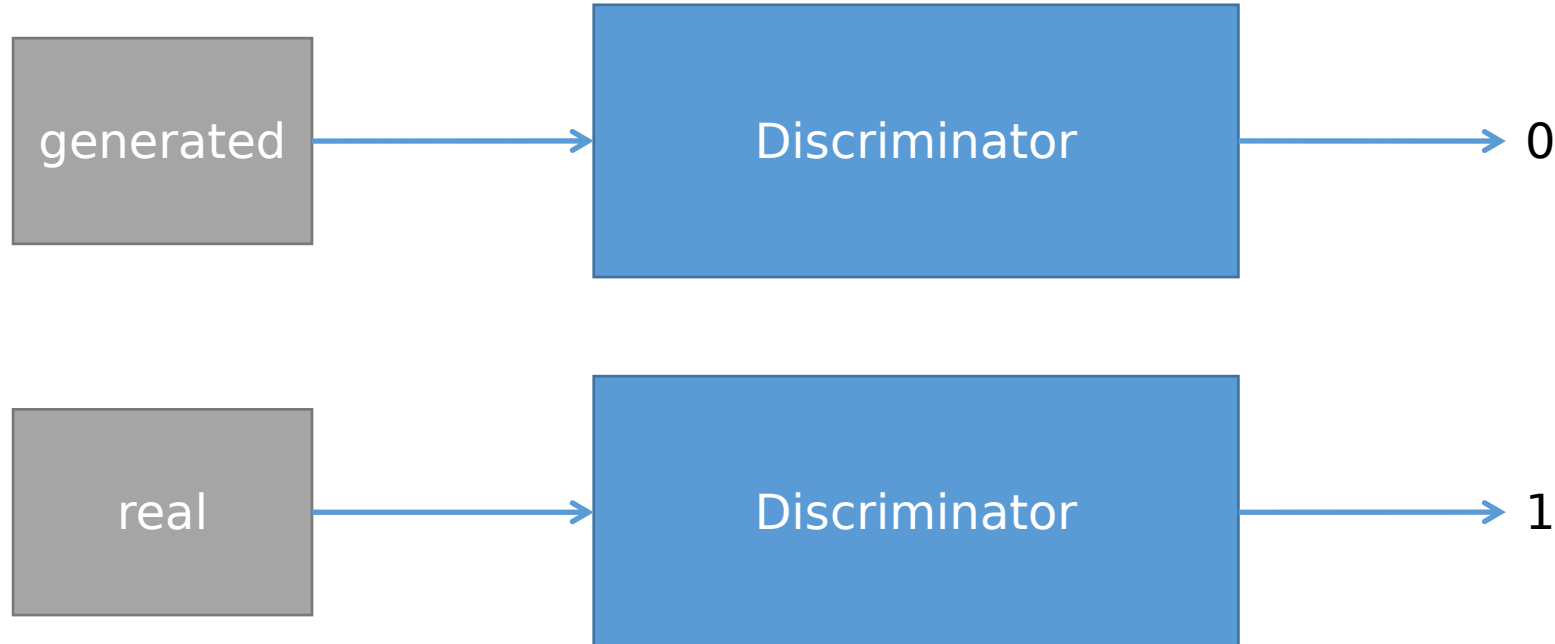 generated
Discriminator
0
real
Discriminator
1